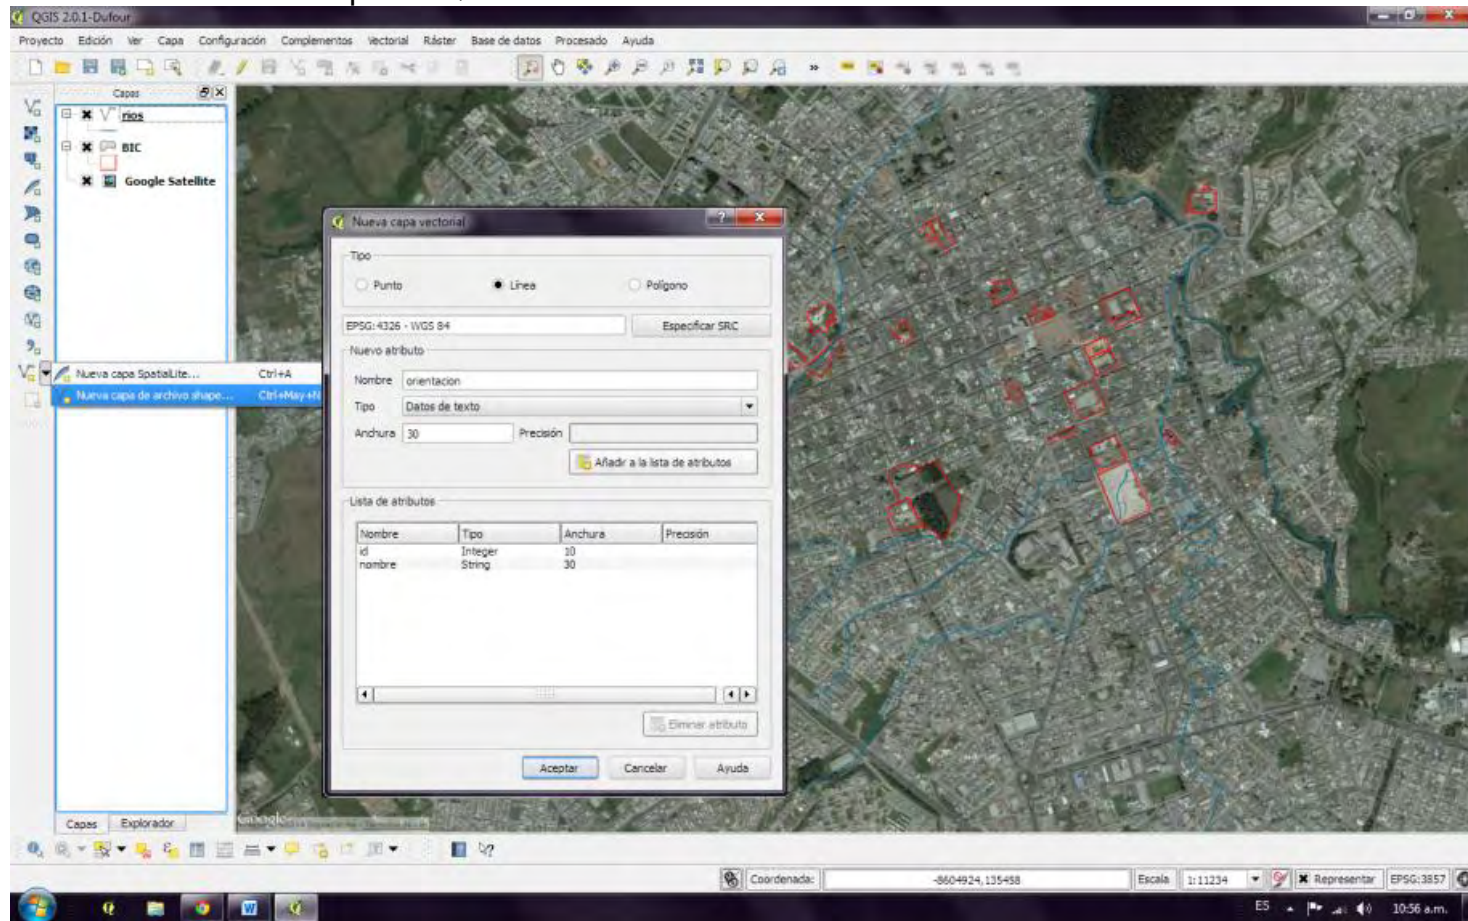 QGIS 2.0.1-Dufour
Proyecto Edición Ver Capa Configuración Complementos Vectorial Ráster Base de datos Procesado Ayuda
Capas
rios
BIC
Google Satellite
Nueva capa SpatiaLite... Ctrl+A
Nueva capa de archivo shape... Ctrl+May+N
Nueva capa vectorial
Tipo
Punto Línea Polígono
EPSG:4326 - WGS 84 Especificar SRC
Nuevo atributo
Nombre orientacion
Tipo Datos de texto
Anchura 30 Precisión
Añadir a la lista de atributos
Lista de atributos
Nombre Tipo Anchura Precisión
id Integer 10
nombre String 30
Eliminar atributo
Aceptar Cancelar Ayuda
Google
Capas Explorador
Coordenada: -8604924,135458 Escala 1:11234 Representar EPSG:3857
ES 10:56 a.m.